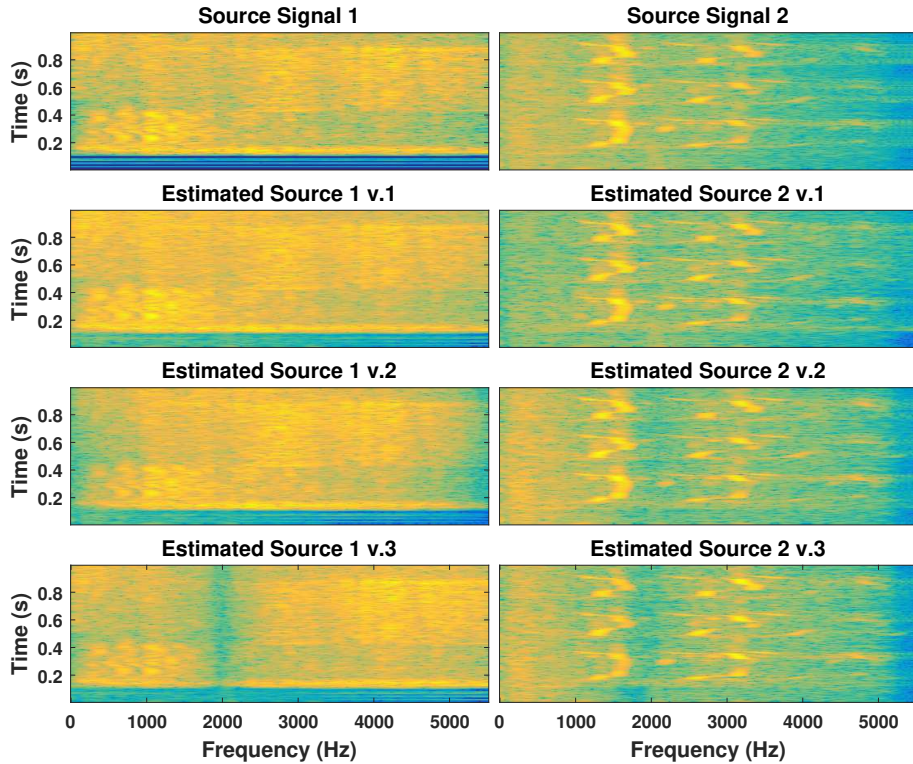 Source Signal 1
Source Signal 2
Time (s)
0.8
0.6
0.4
0.2
Estimated Source 1 v.1
Estimated Source 2 v.1
Time (s)
0.8
0.6
0.4
0.2
Estimated Source 1 v.2
Estimated Source 2 v.2
Time (s)
0.8
0.6
0.4
0.2
Estimated Source 1 v.3
Estimated Source 2 v.3
Time (s)
0.8
0.6
0.4
0.2
0 1000 2000 3000 4000 5000
0 1000 2000 3000 4000 5000
Frequency (Hz)
Frequency (Hz)